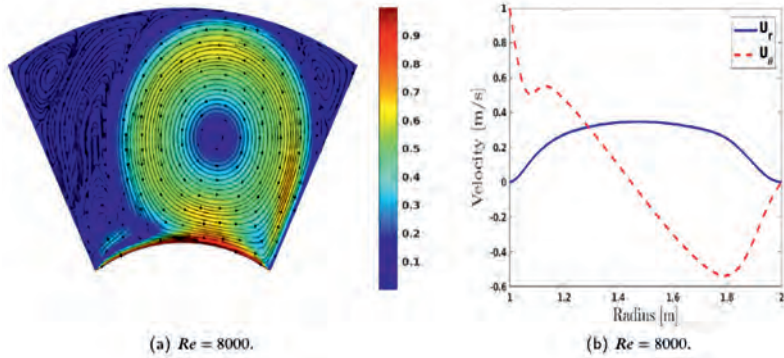 0.9
0.8
0.7
0.6
0.5
0.4
0.3
0.2
0.1
(a) Re = 8000.
1
0.8
0.6
0.4
0.2
0
-0.2
-0.4
-0.6
Velocity [m/s]
U_r
U_θ
1 1.2 1.4 1.6 1.8 2
Radius [m]
(b) Re = 8000.